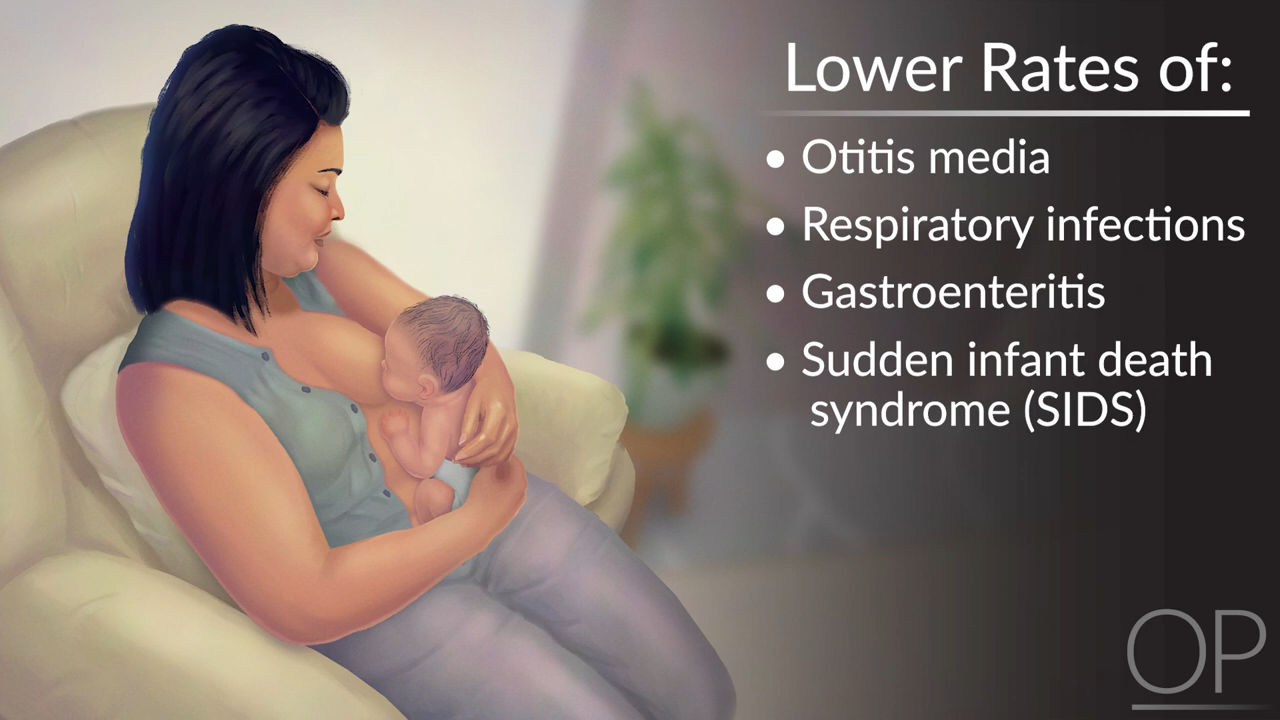 Lower Rates of:
• Otitis media
• Respiratory infections
• Gastroenteritis
• Sudden infant death
syndrome (SIDS)
OP